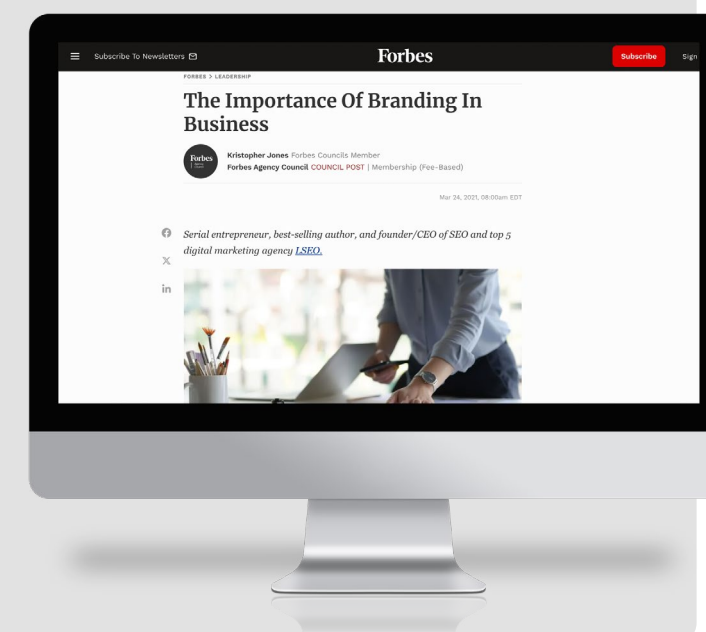 Subscribe To Newsletters
Forbes
Subscribe
Sign
FORBES > LEADERSHIP
The Importance Of Branding In
Business
Forbes
Kristopher Jones Forbes Councils Member
Forbes Agency Council COUNCIL POST | Membership (Fee-Based)
Mar 24, 2021, 08:00am EDT
Serial entrepreneur, best-selling author, and founder/CEO of SEO and top 5
digital marketing agency LSEO.